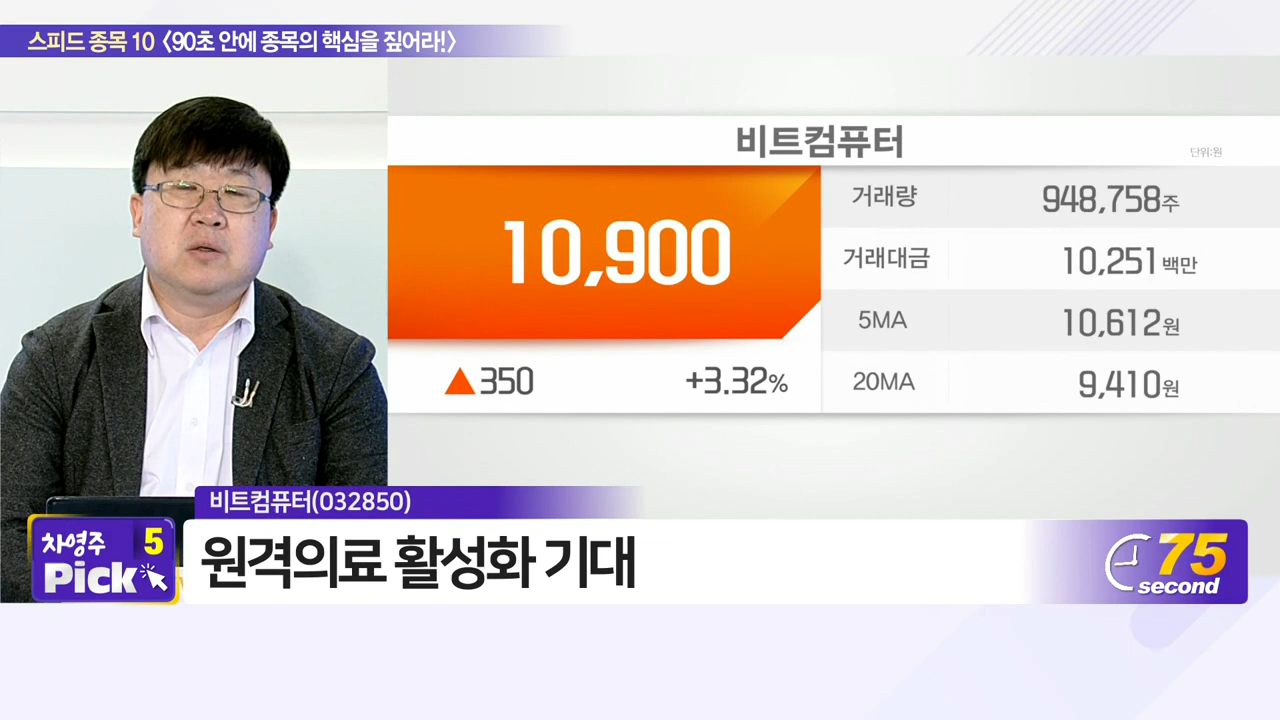 스피드 종목 10 <90초 안에 종목의 핵심을 짚어라!>
비트컴퓨터
단위:원
10,900
▲350 +3.32%
거래량 948,758주
거래대금 10,251백만
5MA 10,612원
20MA 9,410원
비트컴퓨터(032850)
차영주 5
Pick
원격의료 활성화 기대
75
second